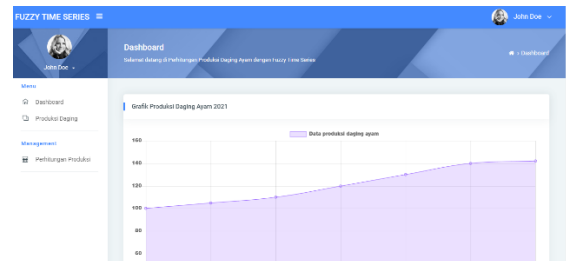 FUZZY TIME SERIES
John Doe
John Doe
Dashboard
Selamat datang di Perhitungan Produksi Daging Ayam dengan Fuzzy Time Series
Dashboard
Menu
Dashboard
Produksi Daging
Management
Perhitungan Produksi
Grafik Produksi Daging Ayam 2021
Data produksi daging ayam
160
140
120
100
80
60